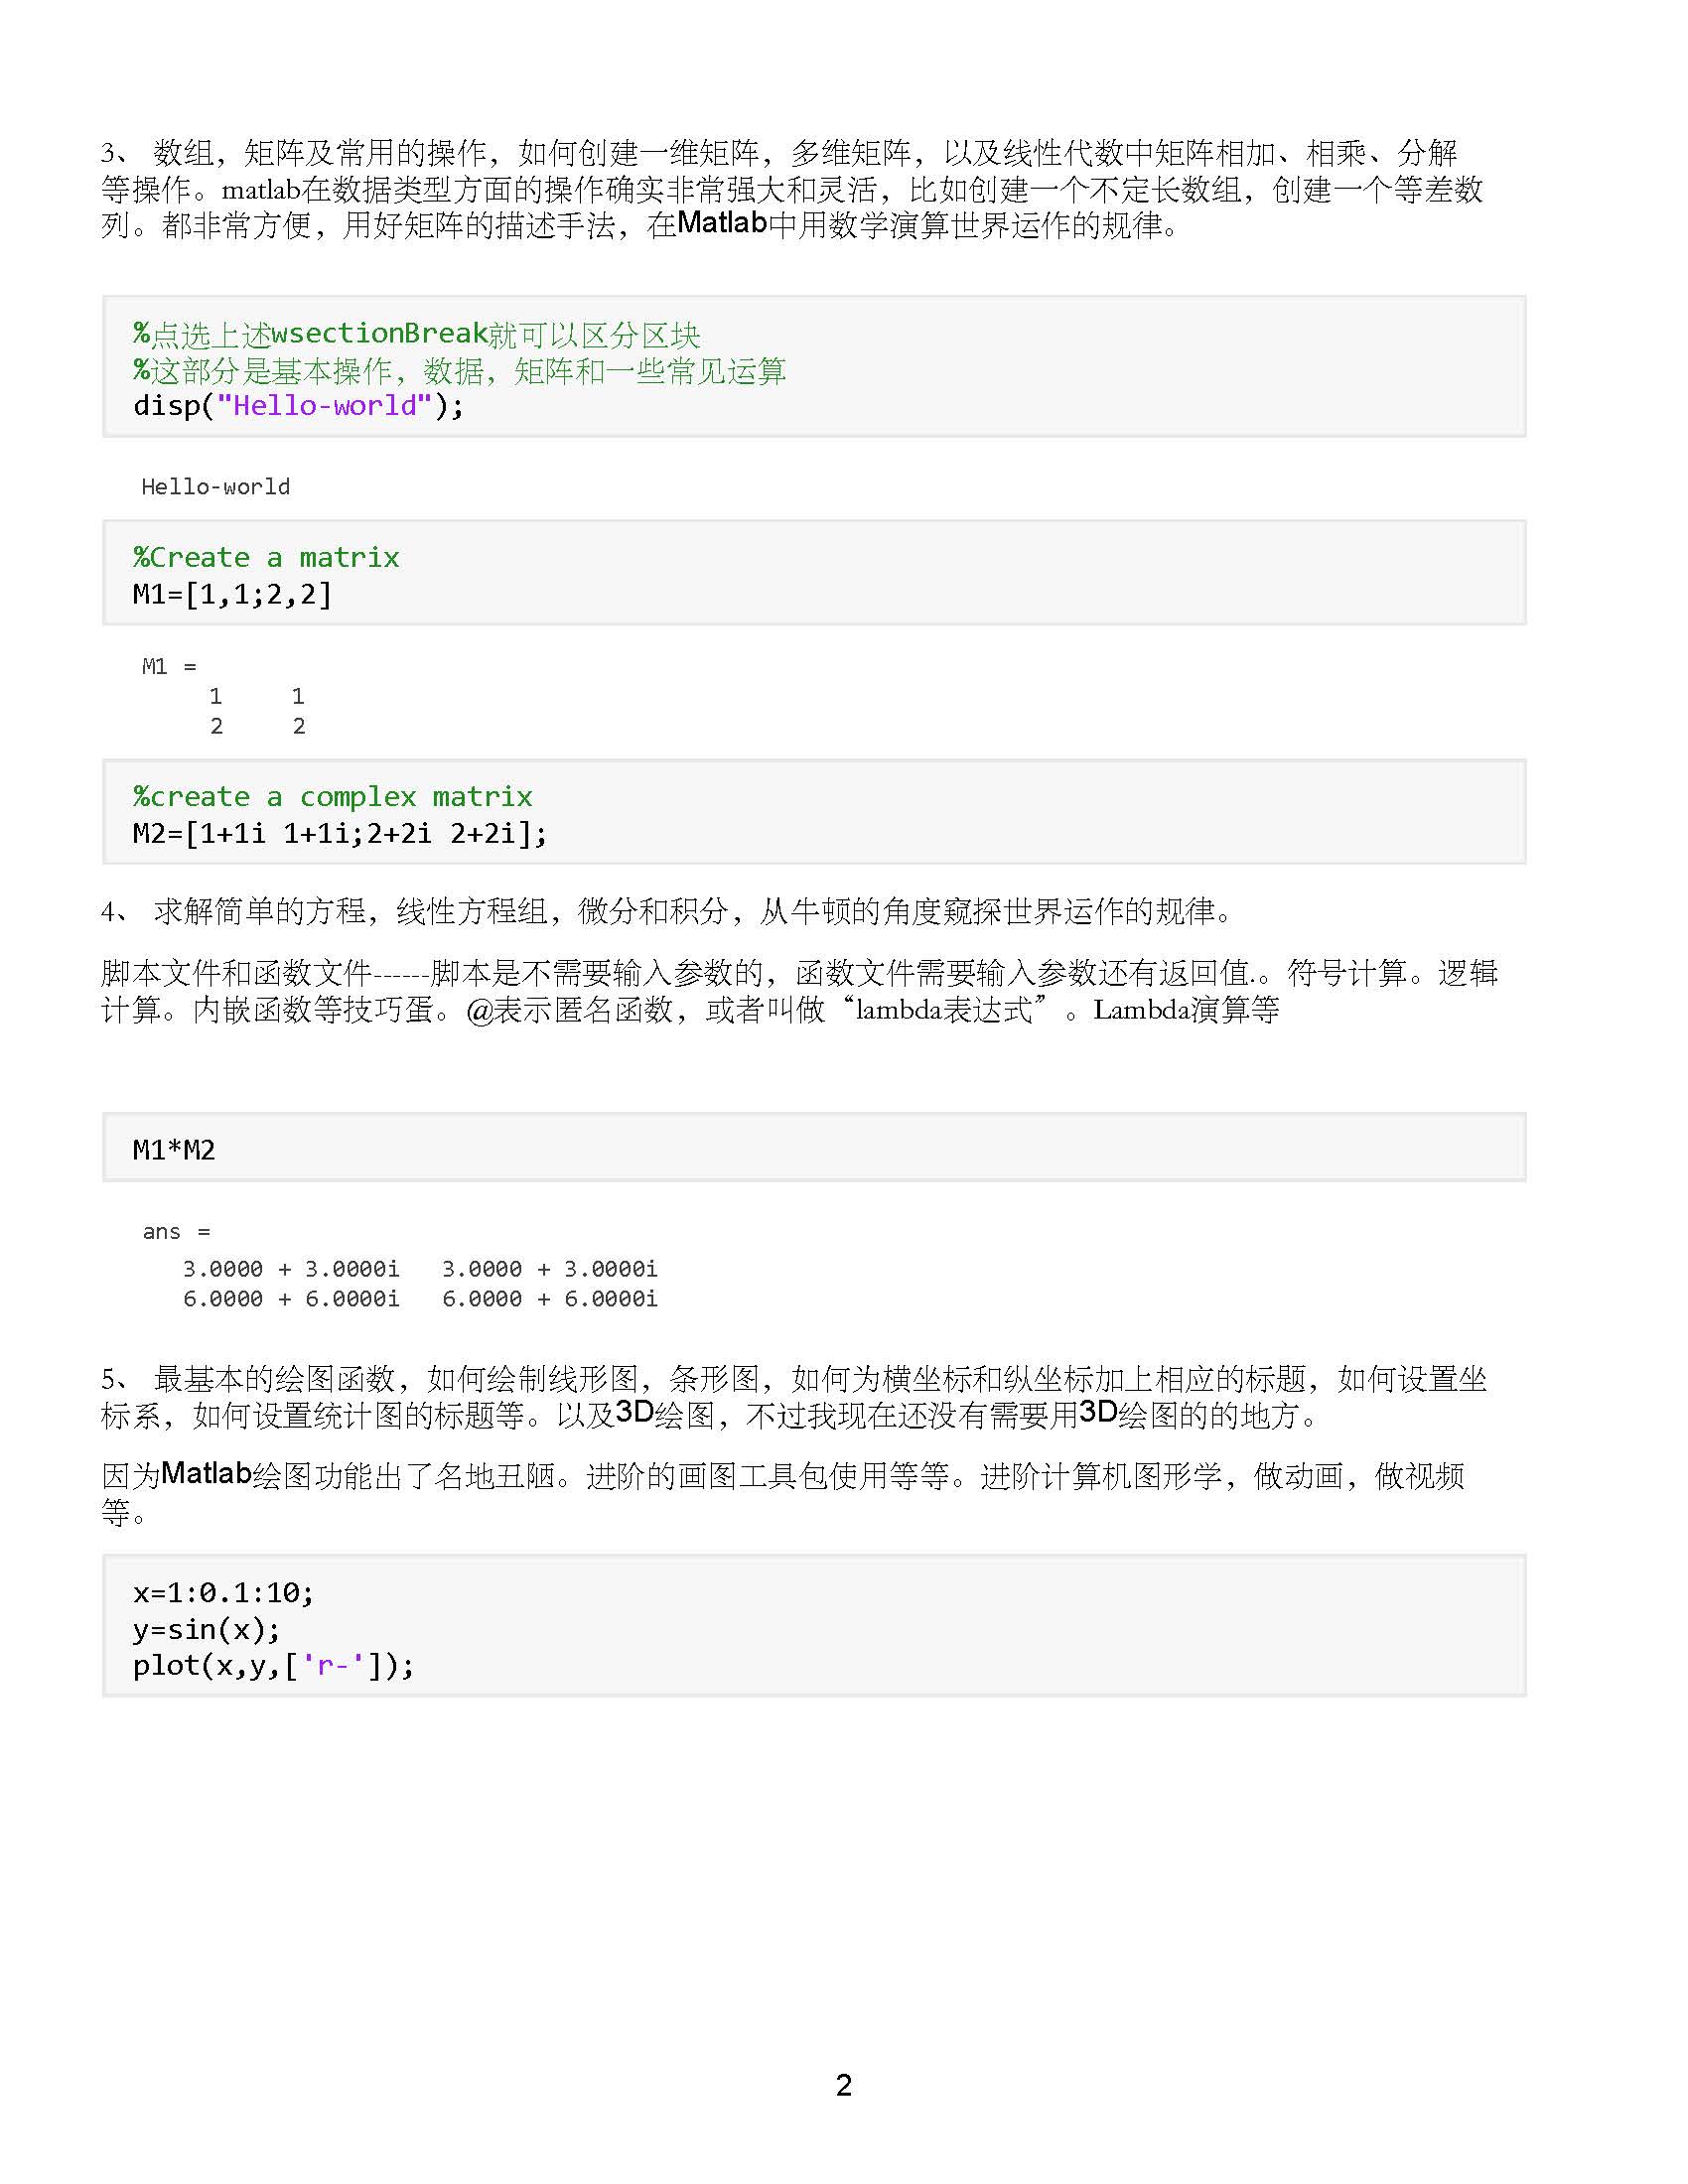 3、 数组，矩阵及常用的操作，如何创建一维矩阵，多维矩阵，以及线性代数中矩阵相加、相乘、分解
等操作。matlab在数据类型方面的操作确实非常强大和灵活，比如创建一个不定长数组，创建一个等差数
列。都非常方便，用好矩阵的描述手法，在Matlab中用数学演算世界运作的规律。
%点选上述wsectionBreak就可以区分区块
%这部分是基本操作，数据，矩阵和一些常见运算
disp("Hello-world");
Hello-world
%Create a matrix
M1=[1,1;2,2]
M1 =
1 1
2 2
%create a complex matrix
M2=[1+1i 1+1i;2+2i 2+2i];
4、 求解简单的方程，线性方程组，微分和积分，从牛顿的角度窥探世界运作的规律。
脚本文件和函数文件------脚本是不需要输入参数的，函数文件需要输入参数还有返回值.。符号计算。逻辑
计算。内嵌函数等技巧蛋。@表示匿名函数，或者叫做“lambda表达式”。Lambda演算等
M1*M2
ans =
3.0000 + 3.0000i 3.0000 + 3.0000i
6.0000 + 6.0000i 6.0000 + 6.0000i
5、 最基本的绘图函数，如何绘制线形图，条形图，如何为横坐标和纵坐标加上相应的标题，如何设置坐
标系，如何设置统计图的标题等。以及3D绘图，不过我现在还没有需要用3D绘图的的地方。
因为Matlab绘图功能出了名地丑陋。进阶的画图工具包使用等等。进阶计算机图形学，做动画，做视频
等。
x=1:0.1:10;
y=sin(x);
plot(x,y,['r-']);
2